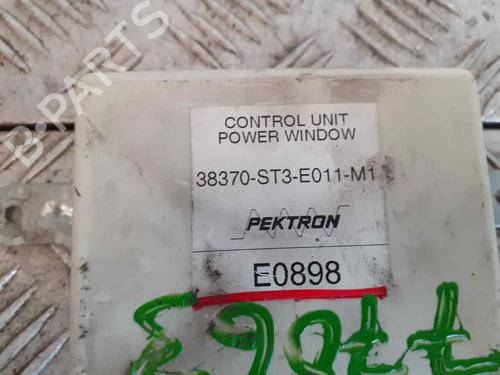 B-PARTS
CONTROL UNIT
POWER WINDOW
38370-ST3-E011-M1
PEKTRON
E0898